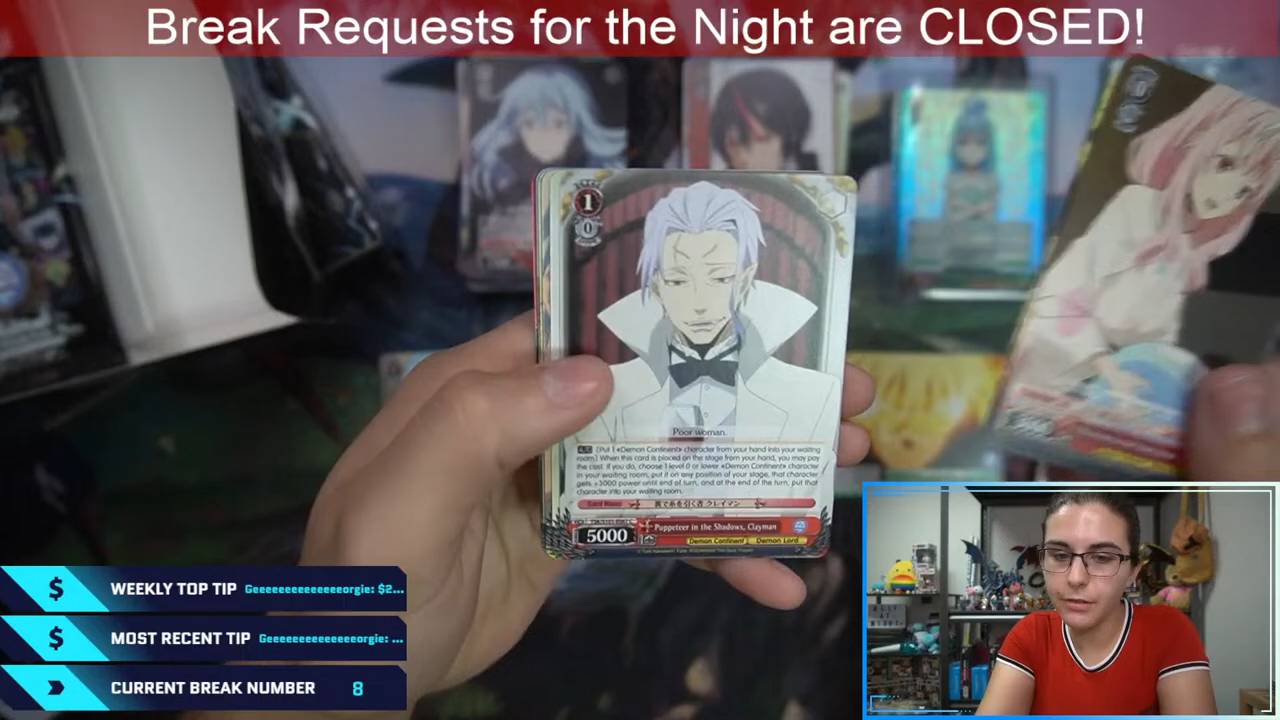 Break Requests for the Night are CLOSED!
1
0
Poor woman.
[Put 1 «Demon Continent» character from your hand into your waiting
room] When this card is placed on the stage from your hand, you may pay
the cost. If you do, choose 1 level 0 or lower «Demon Continent» character
in your waiting room, put it on any position of your stage, that character
gets +3000 power until end of turn, and at the end of the turn, put that
character into your waiting room.
Card Name
5000
Puppeteer in the Shadows, Clayman
Demon Continent
Demon Lord
$ WEEKLY TOP TIP Geeeeeeeeeeeeeeorgie: $2...
$ MOST RECENT TIP Geeeeeeeeeeeeeeorgie: ...
CURRENT BREAK NUMBER 8